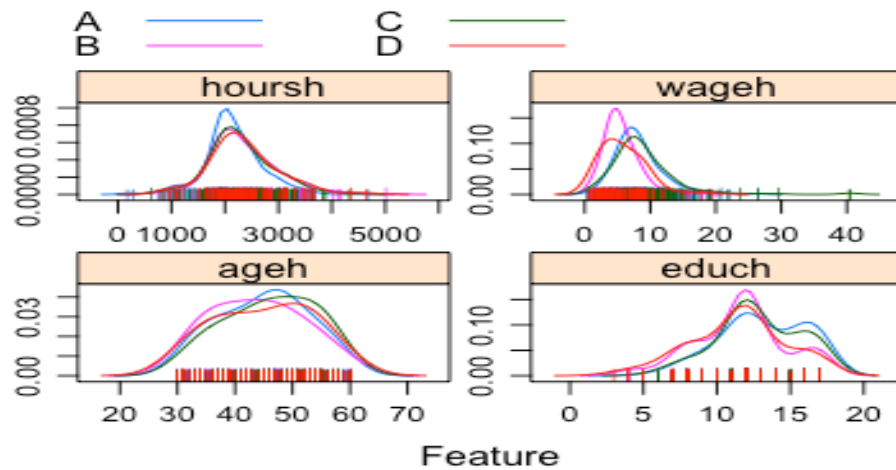 A C
B D
hoursh wageh
0.0000 0.0008 0.00 0.10
0 1000 3000 5000 0 10 20 30 40
ageh educh
0.00 0.03 0.00 0.10
20 30 40 50 60 70 0 5 10 15 20
Feature